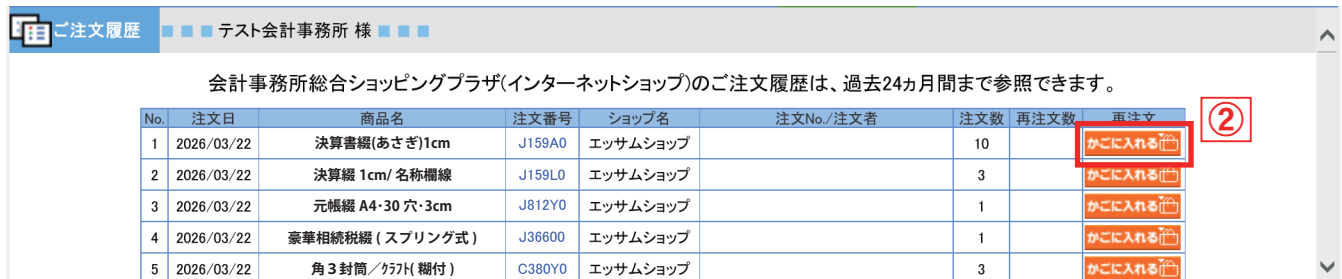 ご注文履歴 ■ ■ ■ テスト会計事務所 様 ■ ■ ■
会計事務所総合ショッピングプラザ(インターネットショップ)のご注文履歴は、過去24ヵ月間まで参照できます。
No. 注文日 商品名 注文番号 ショップ名 注文No./注文者 注文数 再注文数 再注文
②
1 2026/03/22 決算書綴(あさぎ)1cm J159A0 エッサムショップ 10 かごに入れる
2 2026/03/22 決算綴 1cm/ 名称欄線 J159L0 エッサムショップ 3 かごに入れる
3 2026/03/22 元帳綴 A4・30 穴・3cm J812Y0 エッサムショップ 1 かごに入れる
4 2026/03/22 豪華相続税綴 ( スプリング式 ) J36600 エッサムショップ 1 かごに入れる
5 2026/03/22 角３封筒／ｸﾗﾌﾄ( 糊付 ) C380Y0 エッサムショップ 3 かごに入れる